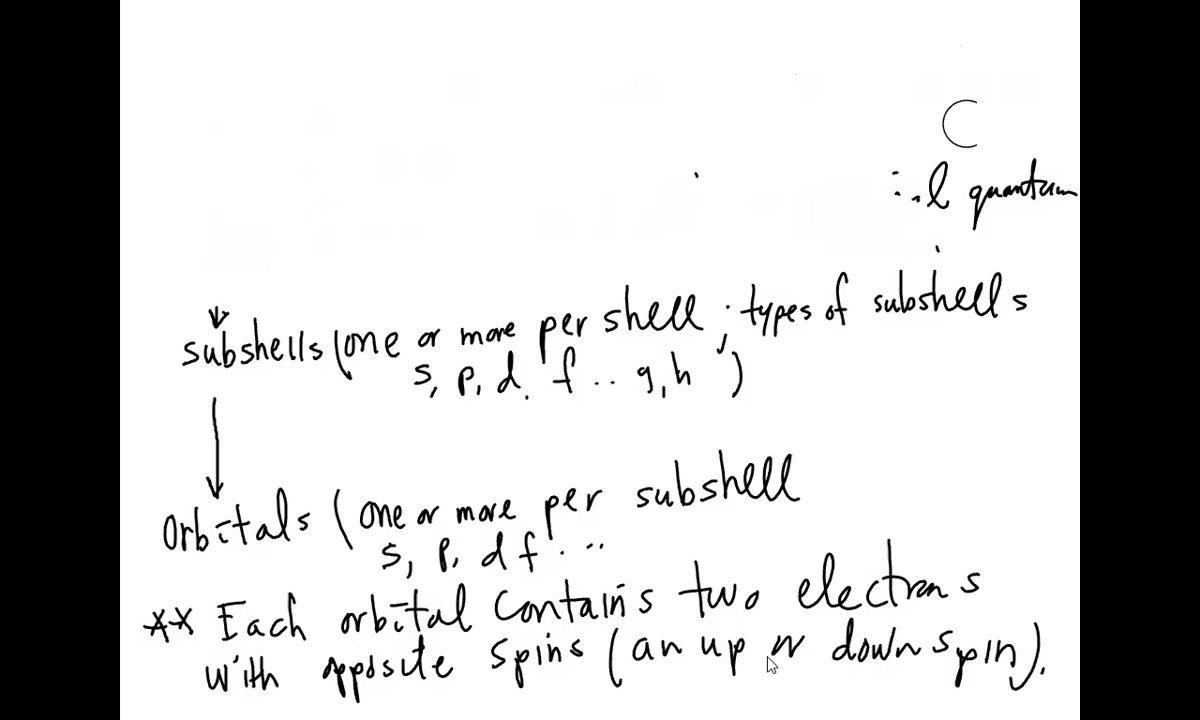 l quantum
subshells (one or more per shell ; types of subshells
s, p, d, f .. g, h )
Orbitals ( one or more per subshell
s, p, d f ...
** Each orbital contains two electrons
with opposite spins (an up or down spin).